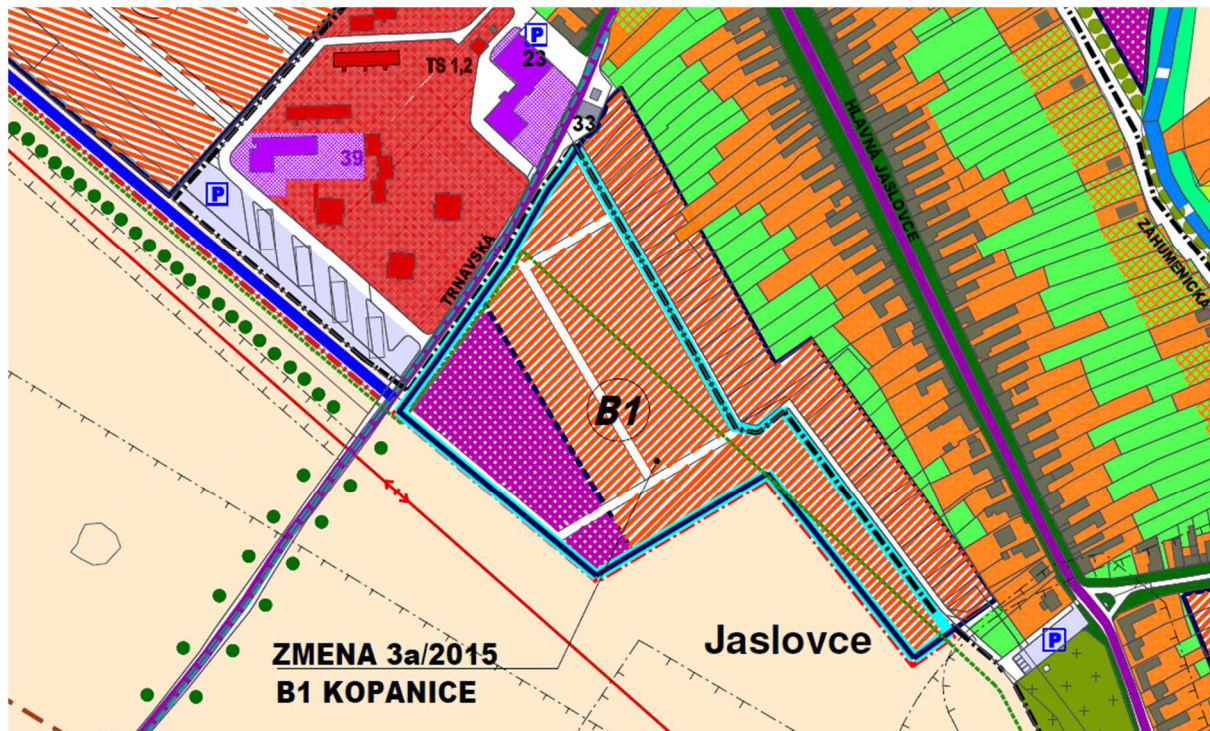 P
23
TS 1,2
33
39
P
TRNAVSKÁ
HLAVNÁ JASLOVCE
ZÁHUMENICKÁ
B1
ZMENA 3a/2015
B1 KOPANICE
Jaslovce
P